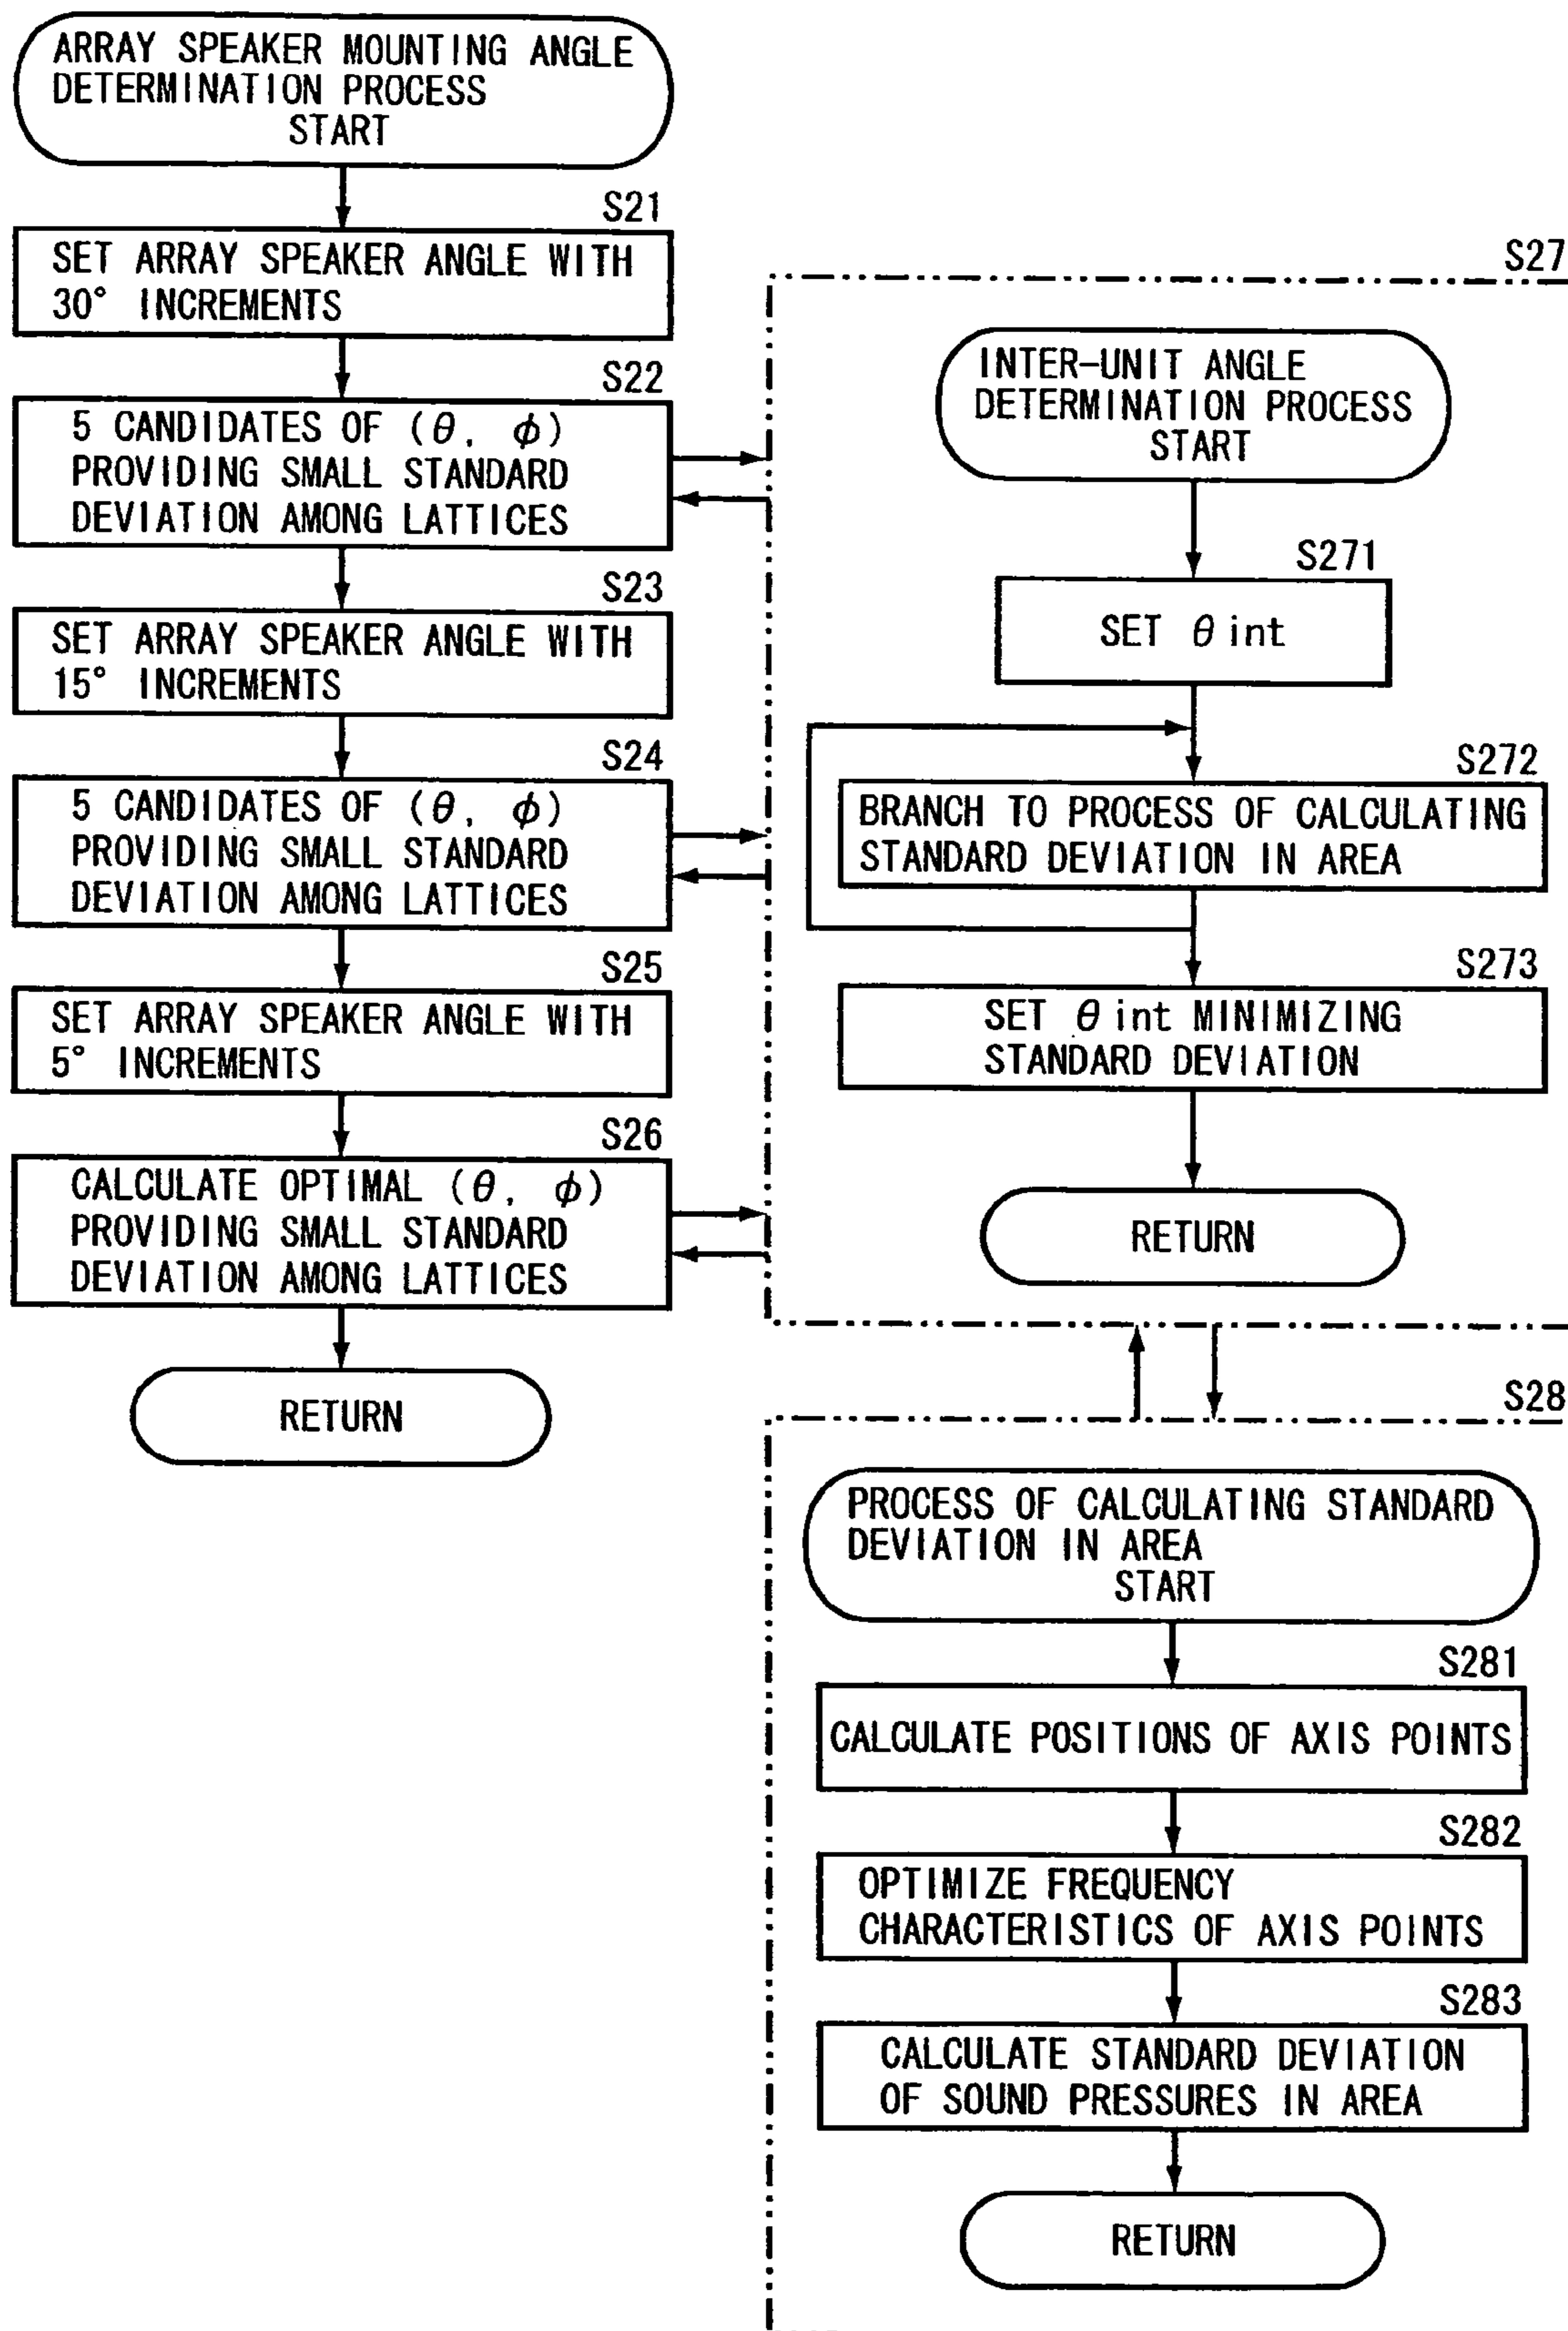 ARRAY SPEAKER MOUNTING ANGLE
DETERMINATION PROCESS
START
S21
SET ARRAY SPEAKER ANGLE WITH
30° INCREMENTS
S22
5 CANDIDATES OF (θ, φ)
PROVIDING SMALL STANDARD
DEVIATION AMONG LATTICES
S23
SET ARRAY SPEAKER ANGLE WITH
15° INCREMENTS
S24
5 CANDIDATES OF (θ, φ)
PROVIDING SMALL STANDARD
DEVIATION AMONG LATTICES
S25
SET ARRAY SPEAKER ANGLE WITH
5° INCREMENTS
S26
CALCULATE OPTIMAL (θ, φ)
PROVIDING SMALL STANDARD
DEVIATION AMONG LATTICES
RETURN
S27
INTER-UNIT ANGLE
DETERMINATION PROCESS
START
S271
SET θ int
S272
BRANCH TO PROCESS OF CALCULATING
STANDARD DEVIATION IN AREA
S273
SET θ int MINIMIZING
STANDARD DEVIATION
RETURN
S28
PROCESS OF CALCULATING STANDARD
DEVIATION IN AREA
START
S281
CALCULATE POSITIONS OF AXIS POINTS
S282
OPTIMIZE FREQUENCY
CHARACTERISTICS OF AXIS POINTS
S283
CALCULATE STANDARD DEVIATION
OF SOUND PRESSURES IN AREA
RETURN